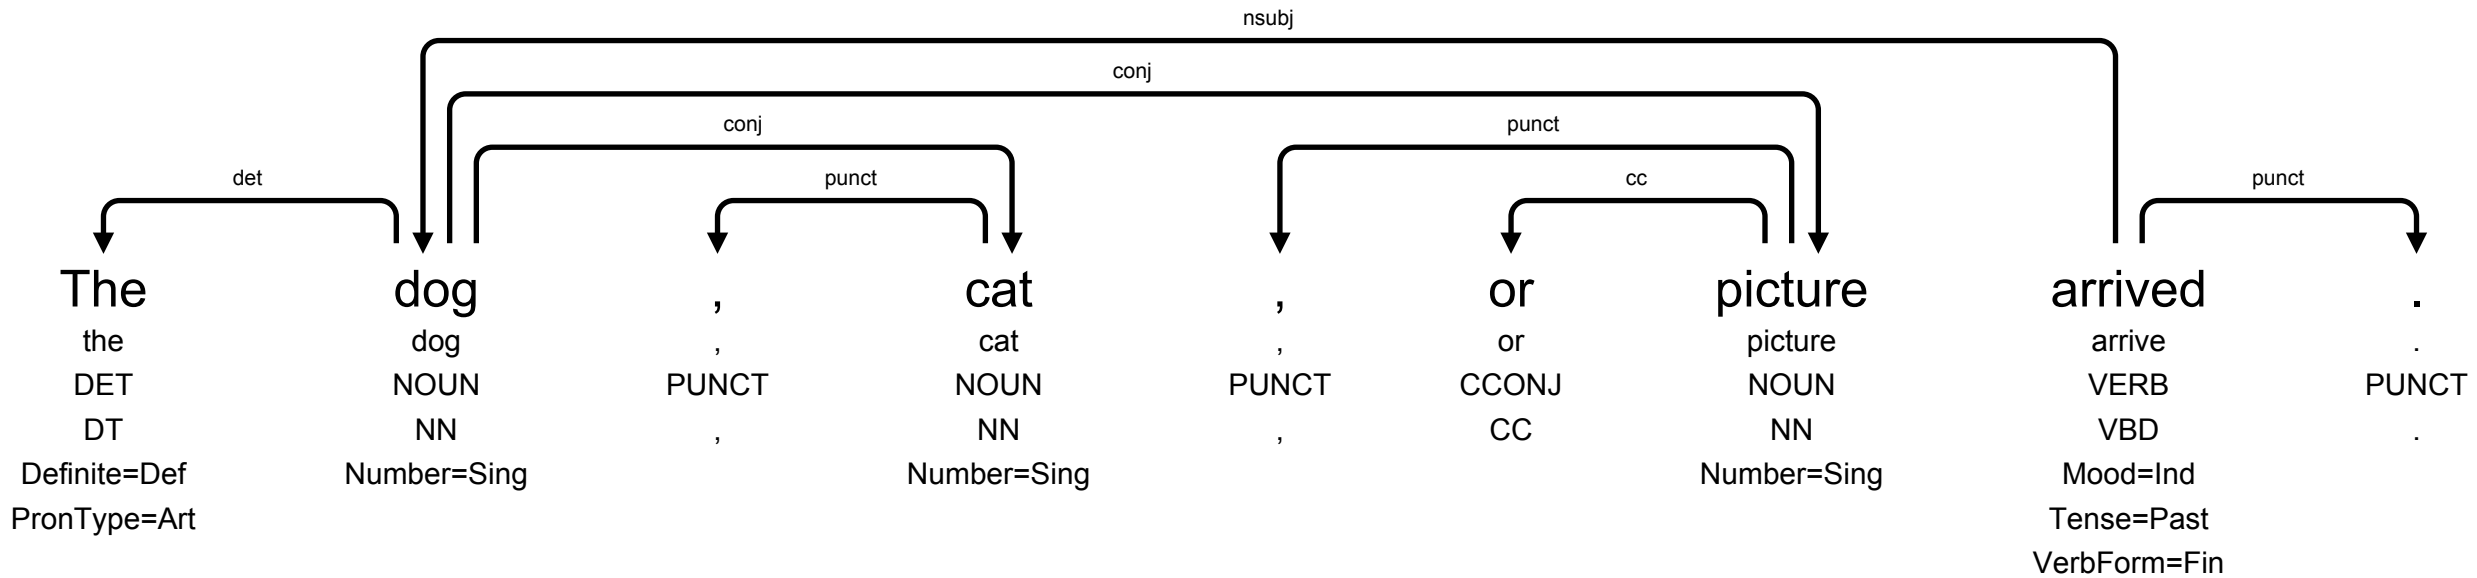 nsubj
conj
conj punct
det punct cc punct
The dog , cat , or picture arrived .
the dog , cat , or picture arrive .
DET NOUN PUNCT NOUN PUNCT CCONJ NOUN VERB PUNCT
DT NN , NN , CC NN VBD .
Definite=Def Number=Sing Number=Sing Number=Sing Mood=Ind
PronType=Art Tense=Past
VerbForm=Fin